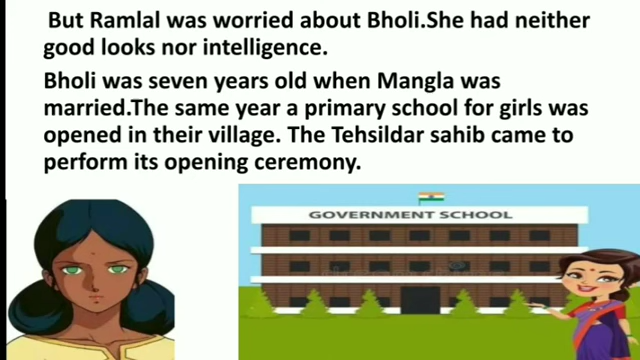 But Ramlal was worried about Bholi.She had neither
good looks nor intelligence.
Bholi was seven years old when Mangla was
married.The same year a primary school for girls was
opened in their village. The Tehsildar sahib came to
perform its opening ceremony.
GOVERNMENT SCHOOL